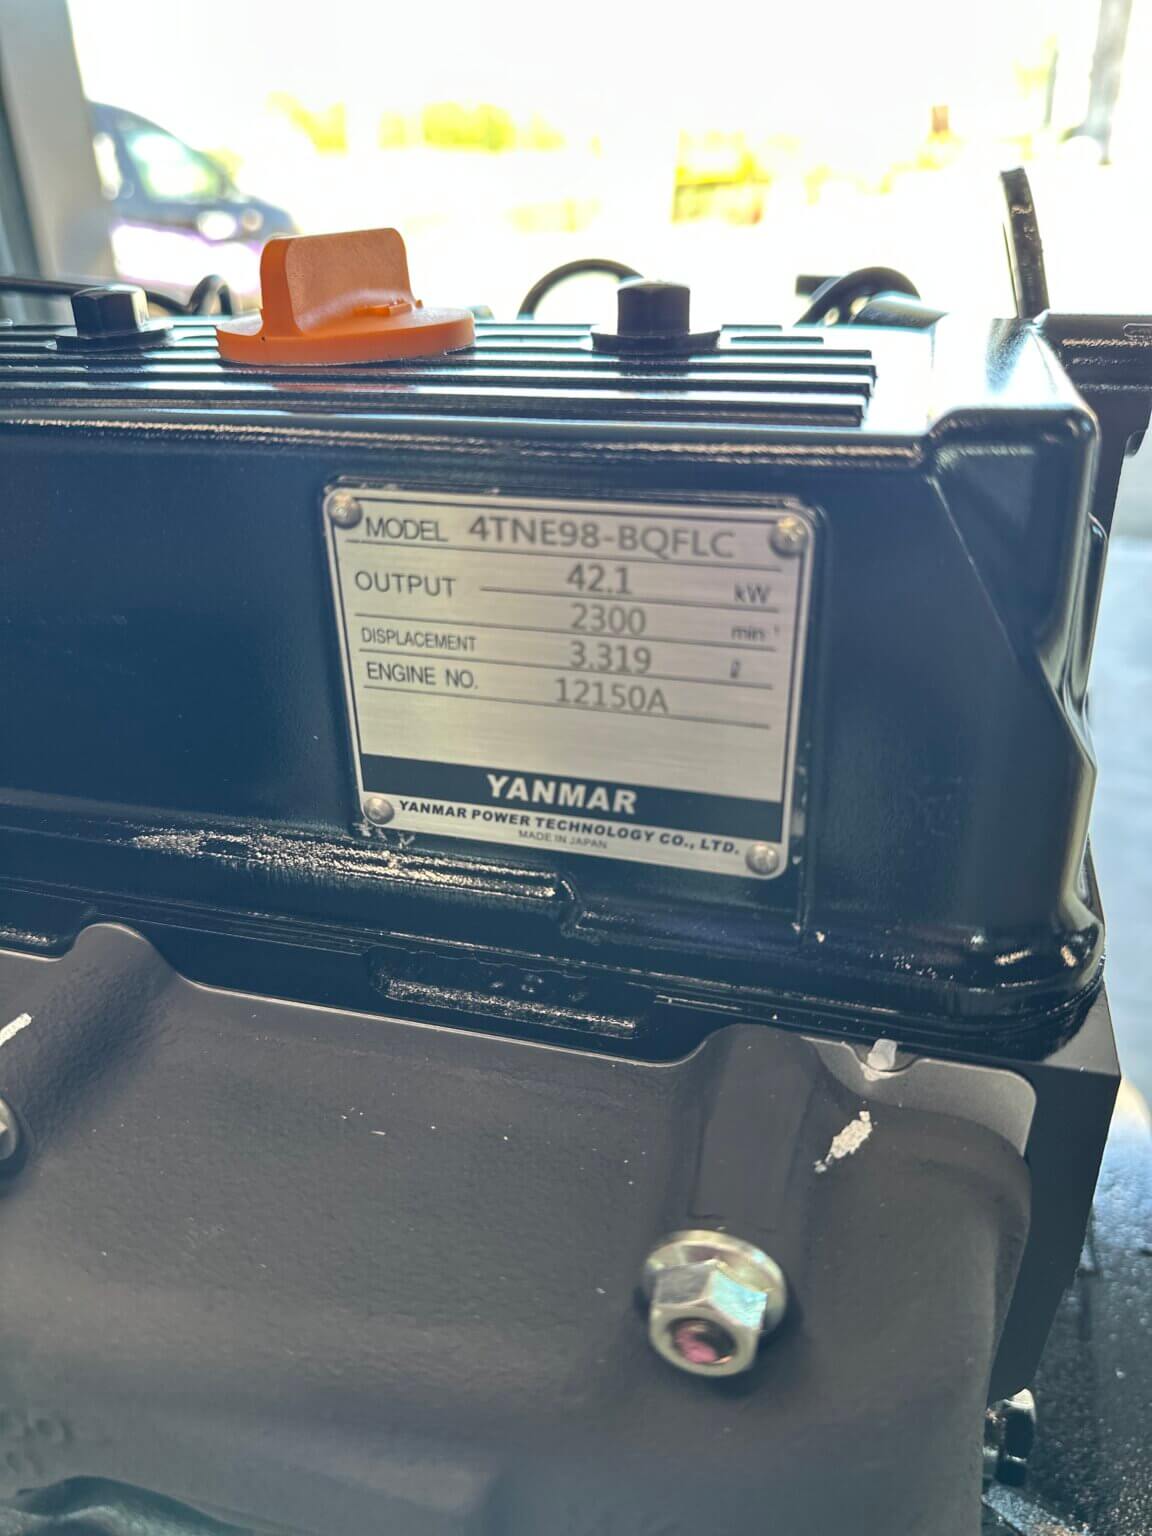 MODEL 4TNE98-BQFLC
OUTPUT 42.1 kW
2300 min⁻¹
DISPLACEMENT 3.319 ℓ
ENGINE NO. 12150A
YANMAR
YANMAR POWER TECHNOLOGY CO., LTD.
MADE IN JAPAN